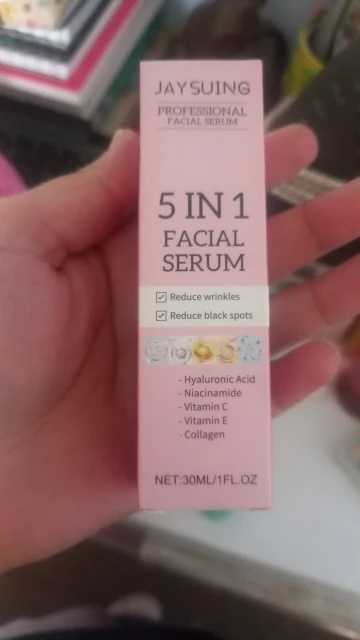 JAYSUING
PROFESSIONAL
FACIAL SERUM
5 IN 1
FACIAL
SERUM
Reduce wrinkles
Reduce black spots
- Hyaluronic Acid
- Niacinamide
- Vitamin C
- Vitamin E
- Collagen
NET:30ML/1FL.OZ